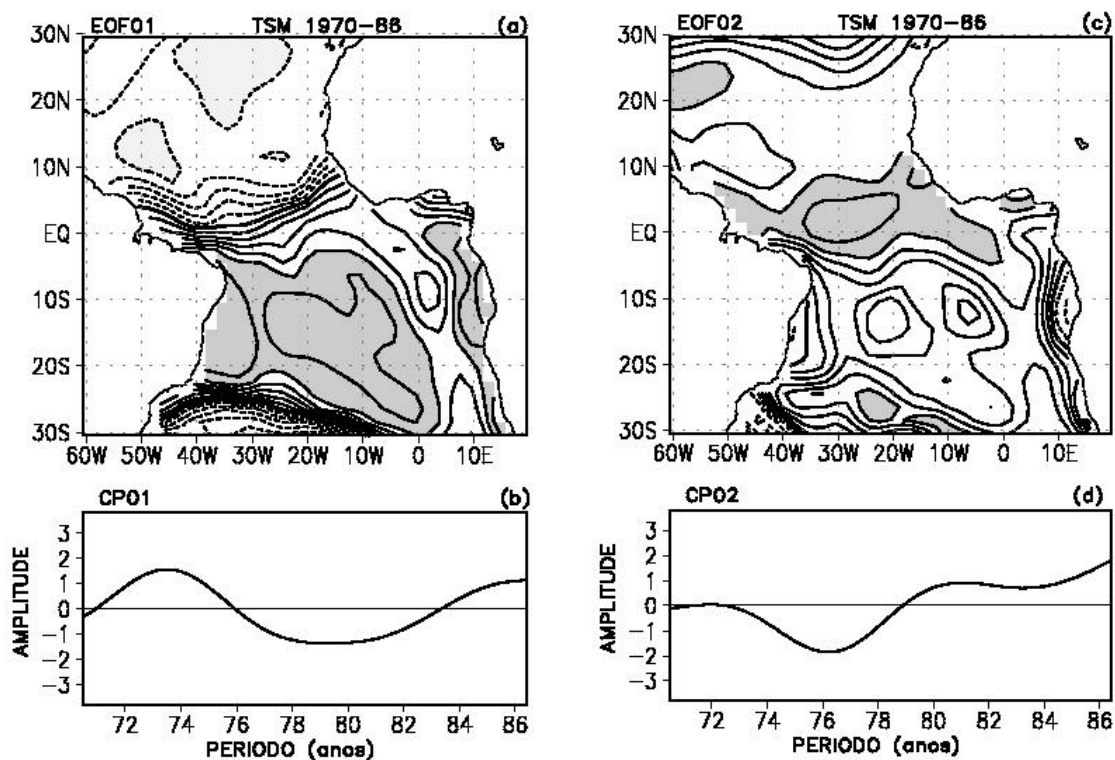 EOF01 TSM 1970-86 (a)
30N
20N
10N
EQ
10S
20S
30S
60W 50W 40W 30W 20W 10W 0 10E
CP01 (b)
AMPLITUDE
3
2
1
0
-1
-2
-3
72 74 76 78 80 82 84 86
PERIODO (anos)
EOF02 TSM 1970-86 (c)
30N
20N
10N
EQ
10S
20S
30S
60W 50W 40W 30W 20W 10W 0 10E
CP02 (d)
AMPLITUDE
3
2
1
0
-1
-2
-3
72 74 76 78 80 82 84 86
PERIODO (anos)